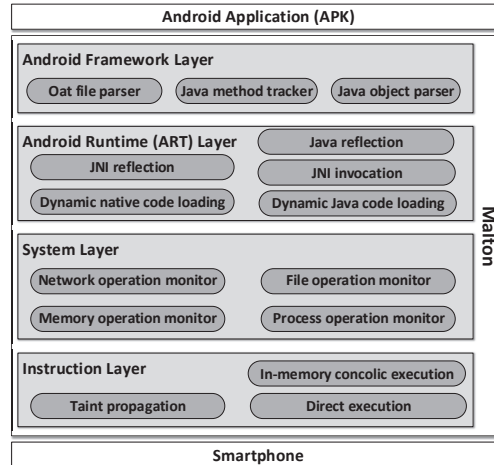 Android Application (APK)
Android Framework Layer
Oat file parser
Java method tracker
Java object parser
Android Runtime (ART) Layer
Java reflection
JNI reflection
JNI invocation
Dynamic native code loading
Dynamic Java code loading
System Layer
Network operation monitor
File operation monitor
Memory operation monitor
Process operation monitor
Instruction Layer
In-memory concolic execution
Taint propagation
Direct execution
Malton
Smartphone